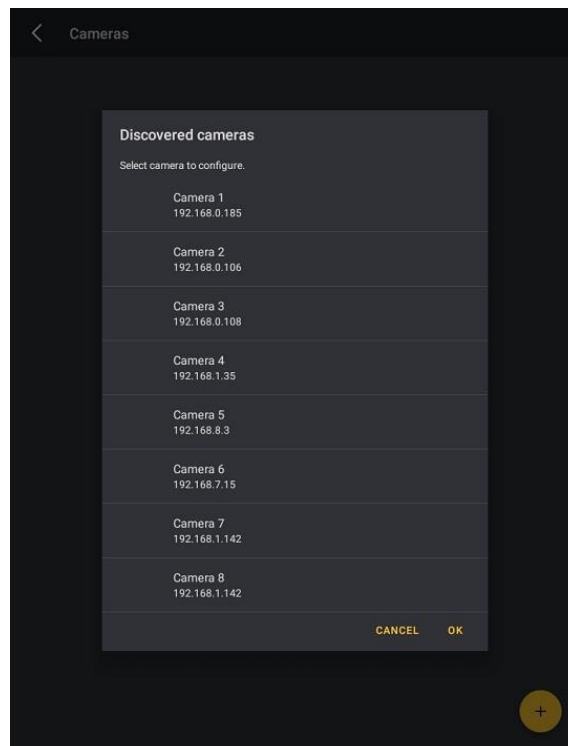 Cameras
Discovered cameras
Select camera to configure.
Camera 1
192.168.0.185
Camera 2
192.168.0.106
Camera 3
192.168.0.108
Camera 4
192.168.1.35
Camera 5
192.168.8.3
Camera 6
192.168.7.15
Camera 7
192.168.1.142
Camera 8
192.168.1.142
CANCEL OK
+